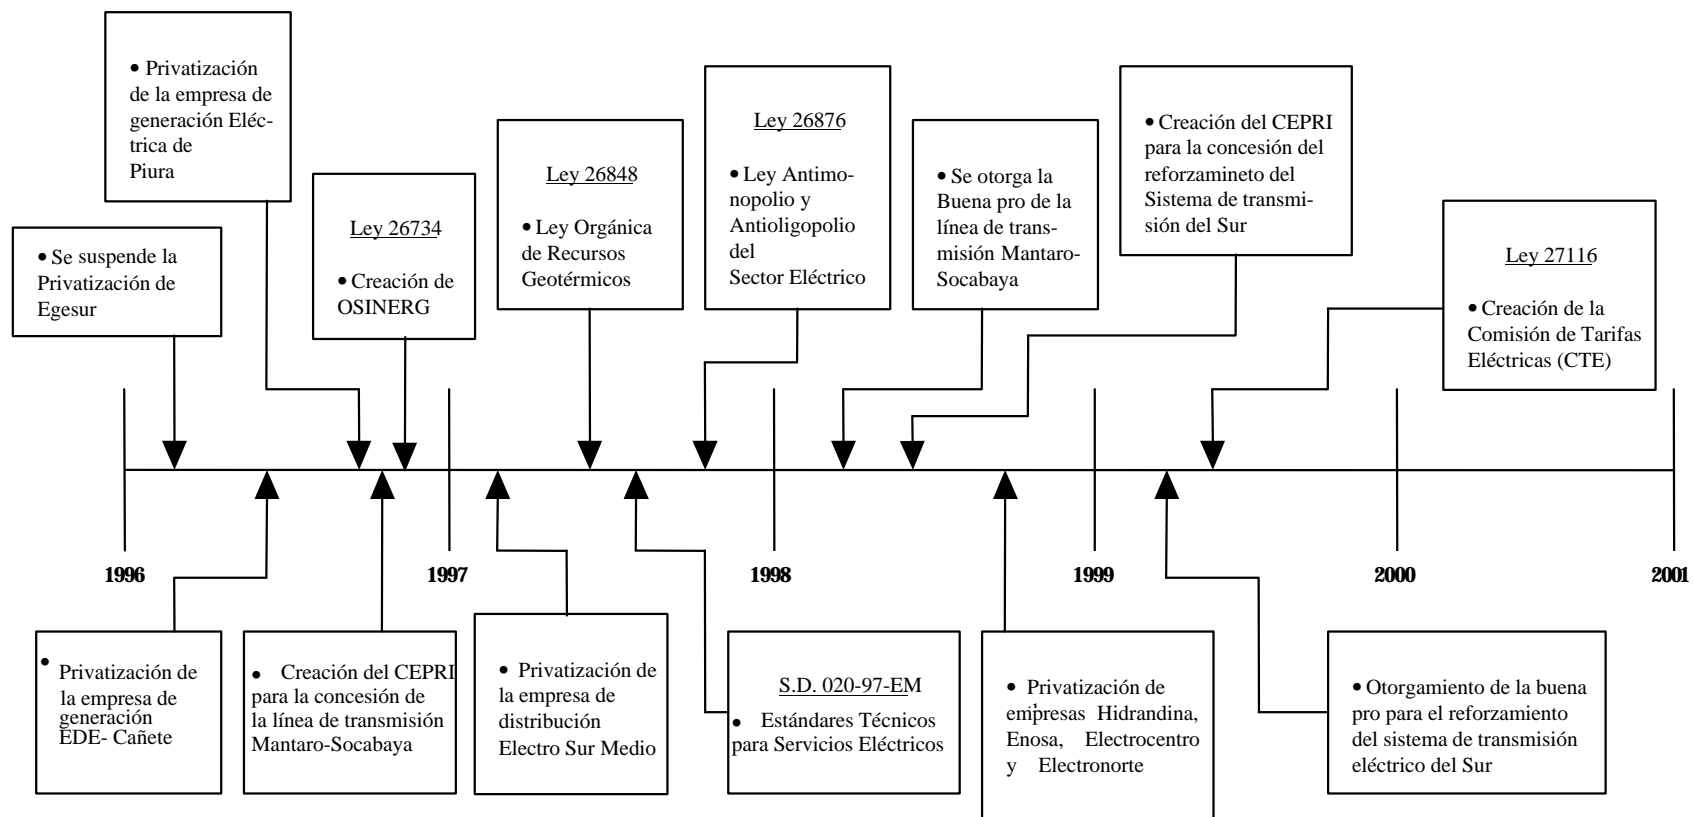 • Privatización
de la empresa de
generación Eléc-
trica de
Piura
• Se suspende la
Privatización de
Egesur
Ley 26734
• Creación de
OSINERG
Ley 26848
• Ley Orgánica
de Recursos
Geotérmicos
Ley 26876
• Ley Antimo-
nopolio y
Antioligopolio
del
Sector Eléctrico
• Se otorga la
Buena pro de la
línea de trans-
misión Mantaro-
Socabaya
• Creación del CEPRI
para la concesión del
reforzamineto del
Sistema de transmi-
sión del Sur
Ley 27116
• Creación de la
Comisión de Tarifas
Eléctricas (CTE)
1996
1997
1998
1999
2000
2001
• Privatización de
la empresa de
generación
EDE- Cañete
• Creación del CEPRI
para la concesión de
la línea de transmisión
Mantaro-Socabaya
• Privatización de
la empresa de
distribución
Electro Sur Medio
S.D. 020-97-EM
• Estándares Técnicos
para Servicios Eléctricos
• Privatización de
empresas Hidrandina,
Enosa, Electrocentro
y Electronorte
• Otorgamiento de la buena
pro para el reforzamiento
del sistema de transmisión
eléctrico del Sur